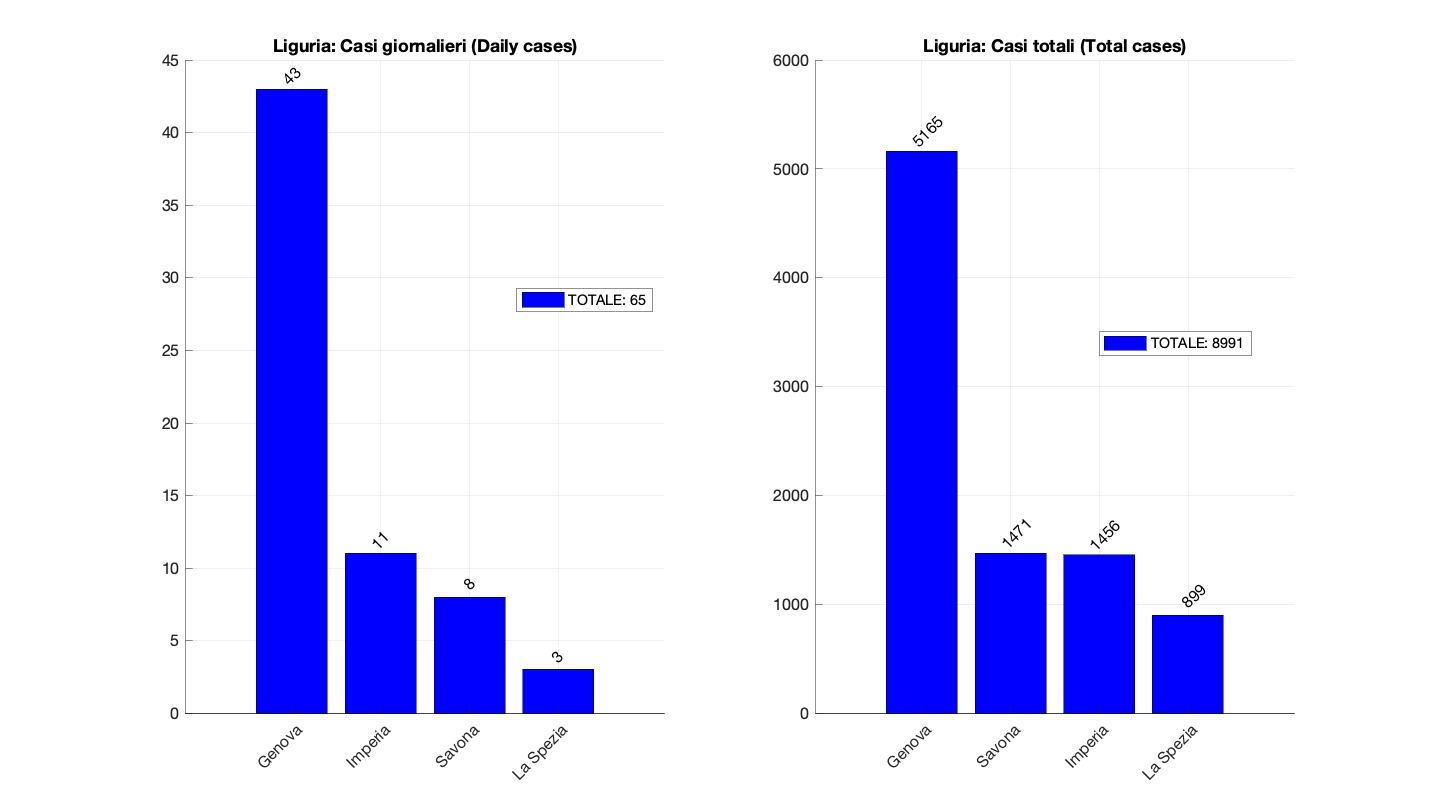 Liguria: Casi giornalieri (Daily cases)
45
40
35
30
25
20
15
10
5
0
43
11
8
3
TOTALE: 65
Genova
Imperia
Savona
La Spezia
Liguria: Casi totali (Total cases)
6000
5000
4000
3000
2000
1000
0
5165
1471
1456
899
TOTALE: 8991
Genova
Savona
Imperia
La Spezia